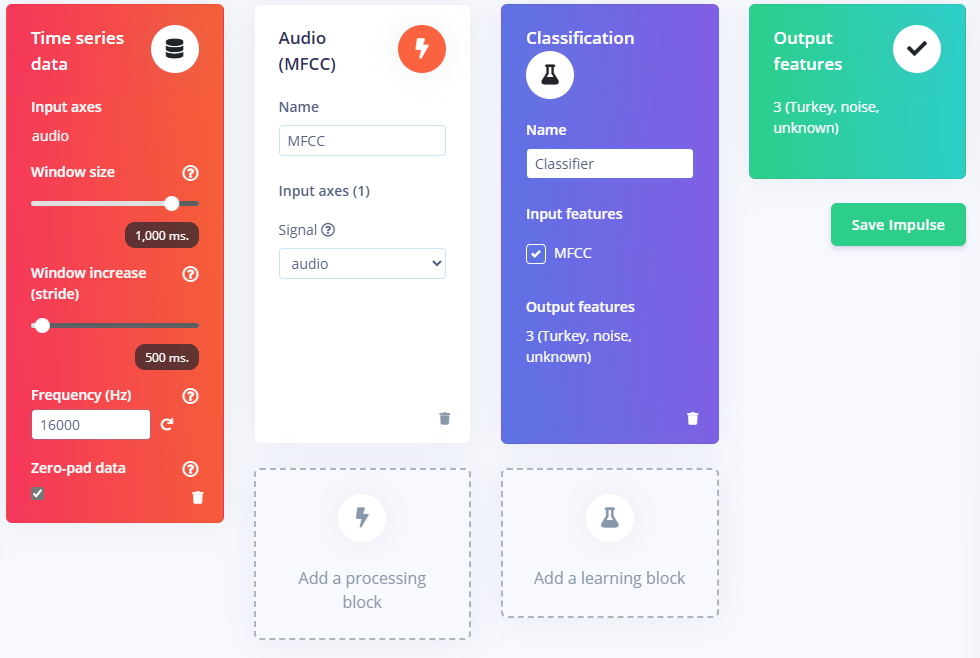 Time series
data
Input axes
audio
Window size
1,000 ms.
Window increase
(stride)
500 ms.
Frequency (Hz)
16000
Zero-pad data
Audio
(MFCC)
Name
MFCC
Input axes (1)
Signal
audio
Add a processing
block
Classification
Name
Classifier
Input features
MFCC
Output features
3 (Turkey, noise,
unknown)
Add a learning block
Output
features
3 (Turkey, noise,
unknown)
Save Impulse